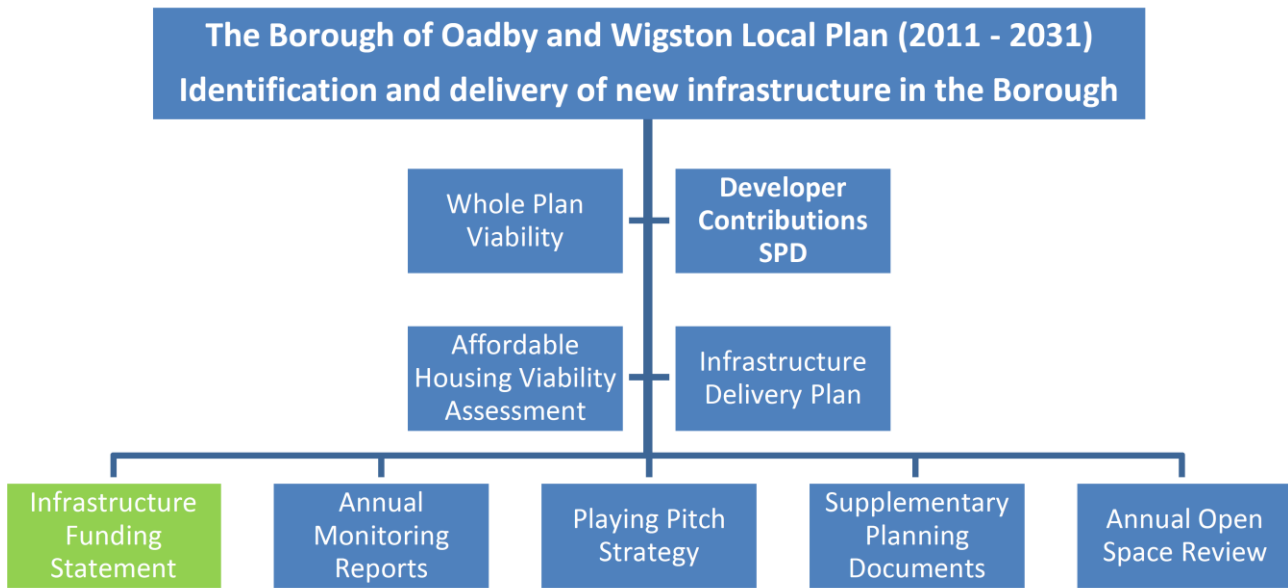 The Borough of Oadby and Wigston Local Plan (2011 - 2031)
Identification and delivery of new infrastructure in the Borough
Whole Plan
Viability
Developer
Contributions
SPD
Affordable
Housing Viability
Assessment
Infrastructure
Delivery Plan
Infrastructure
Funding
Statement
Annual
Monitoring
Reports
Playing Pitch
Strategy
Supplementary
Planning
Documents
Annual Open
Space Review